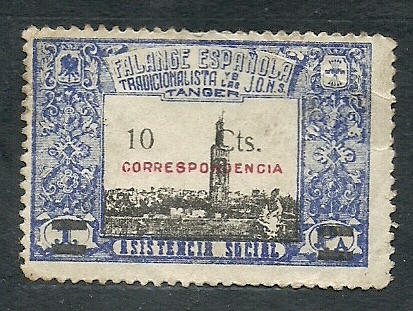 FALANGE ESPAÑOLA
TRADICIONALISTA Y DE LAS J.O.N.S.
TANGER
10 Cts.
CORRESPONDENCIA
ASISTENCIA SOCIAL